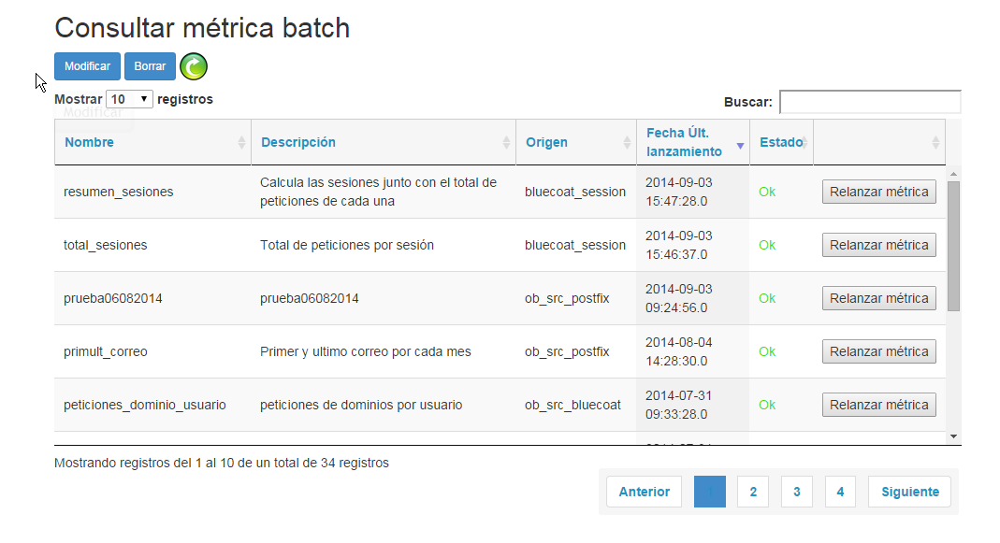 Consultar métrica batch
Modificar Borrar
Mostrar 10 registros Buscar:
Modificar
Nombre Descripción Origen Fecha Últ. lanzamiento Estado
resumen_sesiones Calcula las sesiones junto con el total de peticiones de cada una bluecoat_session 2014-09-03 15:47:28.0 Ok Relanzar métrica
total_sesiones Total de peticiones por sesión bluecoat_session 2014-09-03 15:46:37.0 Ok Relanzar métrica
prueba06082014 prueba06082014 ob_src_postfix 2014-09-03 09:24:56.0 Ok Relanzar métrica
primult_correo Primer y ultimo correo por cada mes ob_src_postfix 2014-08-04 14:28:30.0 Ok Relanzar métrica
peticiones_dominio_usuario peticiones de dominios por usuario ob_src_bluecoat 2014-07-31 09:33:28.0 Ok Relanzar métrica
Mostrando registros del 1 al 10 de un total de 34 registros
Anterior 1 2 3 4 Siguiente